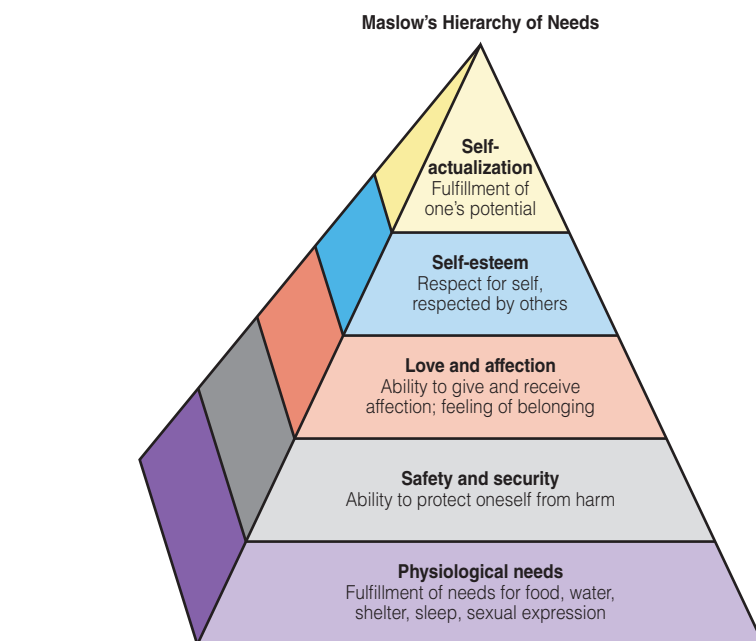 Maslow's Hierarchy of Needs
Self-
actualization
Fulfillment of
one's potential
Self-esteem
Respect for self,
respected by others
Love and affection
Ability to give and receive
affection; feeling of belonging
Safety and security
Ability to protect oneself from harm
Physiological needs
Fulfillment of needs for food, water,
shelter, sleep, sexual expression